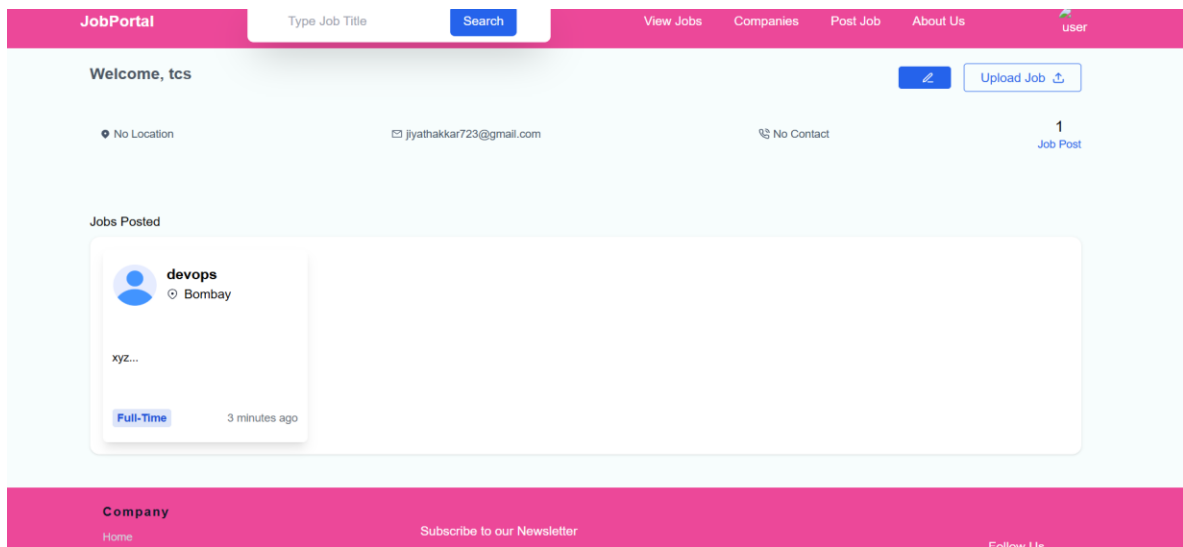 JobPortal
Type Job Title
Search
View Jobs
Companies
Post Job
About Us
user
Welcome, tcs
Upload Job
No Location
jiyathakkar723@gmail.com
No Contact
1
Job Post
Jobs Posted
devops
Bombay
xyz...
Full-Time
3 minutes ago
Company
Home
Subscribe to our Newsletter
Follow Us